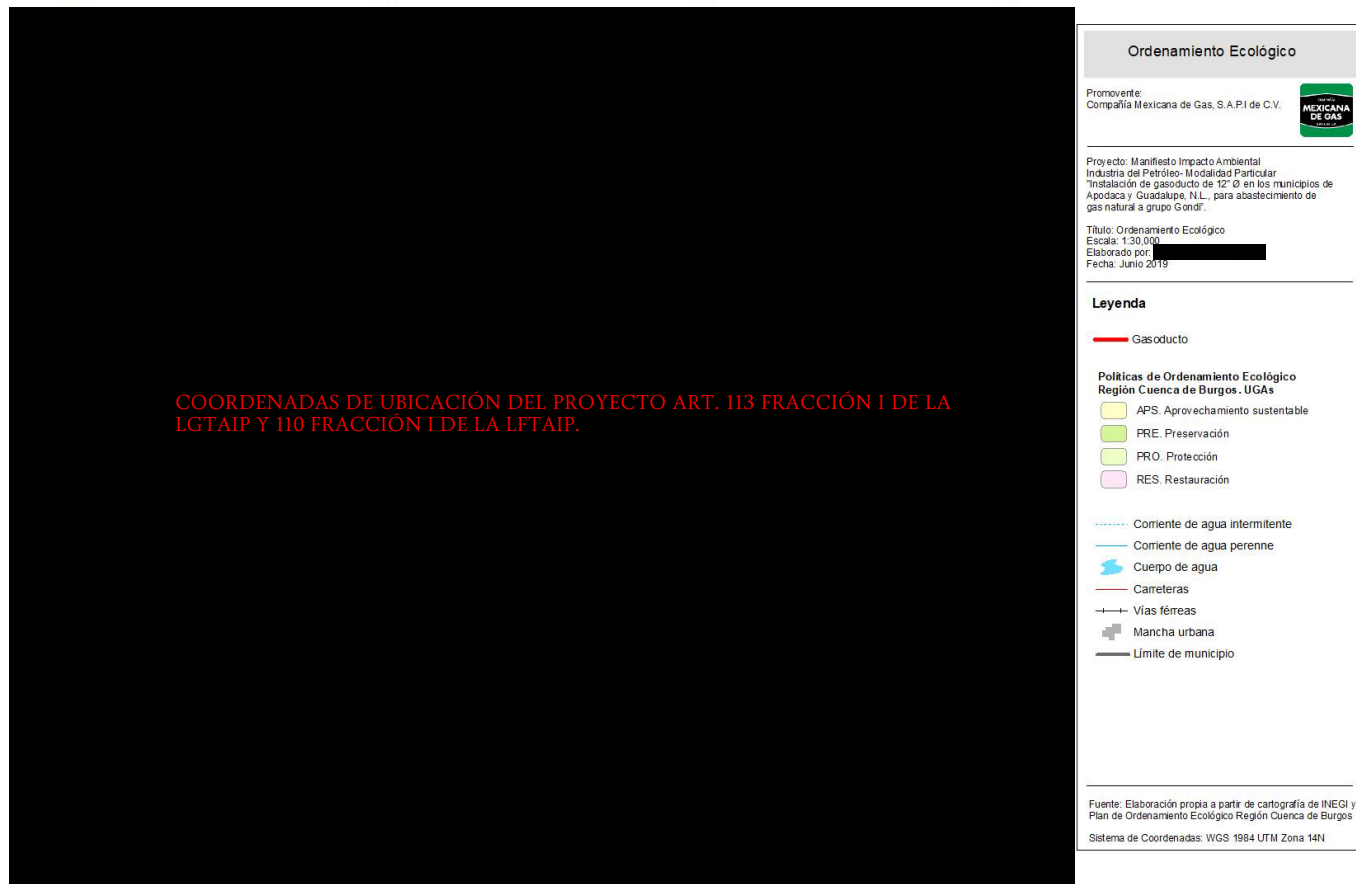 COORDENADAS DE UBICACIÓN DEL PROYECTO ART. 113 FRACCIÓN I DE LA
LGTAIP Y 110 FRACCIÓN I DE LA LFTAIP.
Ordenamiento Ecológico
Promovente:
Compañía Mexicana de Gas, S.A.P.I de C.V.
MEXICANA
DE GAS
Proyecto: Manifiesto Impacto Ambiental
Industria del Petróleo- Modalidad Particular
"Instalación de gasoducto de 12" Ø en los municipios de
Apodaca y Guadalupe, N.L., para abastecimiento de
gas natural a grupo Gondi".
Título: Ordenamiento Ecológico
Escala: 1:30,000
Elaborado por:
Fecha: Junio 2019
Leyenda
Gasoducto
Políticas de Ordenamiento Ecológico
Región Cuenca de Burgos. UGAs
APS. Aprovechamiento sustentable
PRE. Preservación
PRO. Protección
RES. Restauración
Corriente de agua intermitente
Corriente de agua perenne
Cuerpo de agua
Carreteras
Vías férreas
Mancha urbana
Límite de municipio
Fuente: Elaboración propia a partir de cartografía de INEGI y
Plan de Ordenamiento Ecológico Región Cuenca de Burgos
Sistema de Coordenadas: WGS 1984 UTM Zona 14N